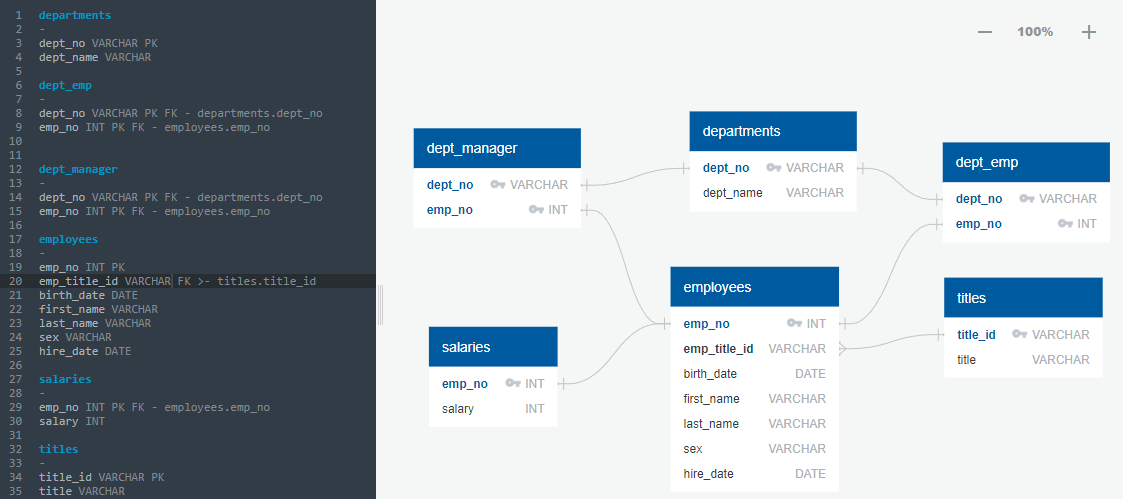 1 departments
2 -
3 dept_no VARCHAR PK
4 dept_name VARCHAR
5
6 dept_emp
7 -
8 dept_no VARCHAR PK FK - departments.dept_no
9 emp_no INT PK FK - employees.emp_no
10
11
12 dept_manager
13 -
14 dept_no VARCHAR PK FK - departments.dept_no
15 emp_no INT PK FK - employees.emp_no
16
17 employees
18 -
19 emp_no INT PK
20 emp_title_id VARCHAR FK >- titles.title_id
21 birth_date DATE
22 first_name VARCHAR
23 last_name VARCHAR
24 sex VARCHAR
25 hire_date DATE
26
27 salaries
28 -
29 emp_no INT PK FK - employees.emp_no
30 salary INT
31
32 titles
33 -
34 title_id VARCHAR PK
35 title VARCHAR
100%
dept_manager
dept_no VARCHAR
emp_no INT
departments
dept_no VARCHAR
dept_name VARCHAR
dept_emp
dept_no VARCHAR
emp_no INT
salaries
emp_no INT
salary INT
employees
emp_no INT
emp_title_id VARCHAR
birth_date DATE
first_name VARCHAR
last_name VARCHAR
sex VARCHAR
hire_date DATE
titles
title_id VARCHAR
title VARCHAR